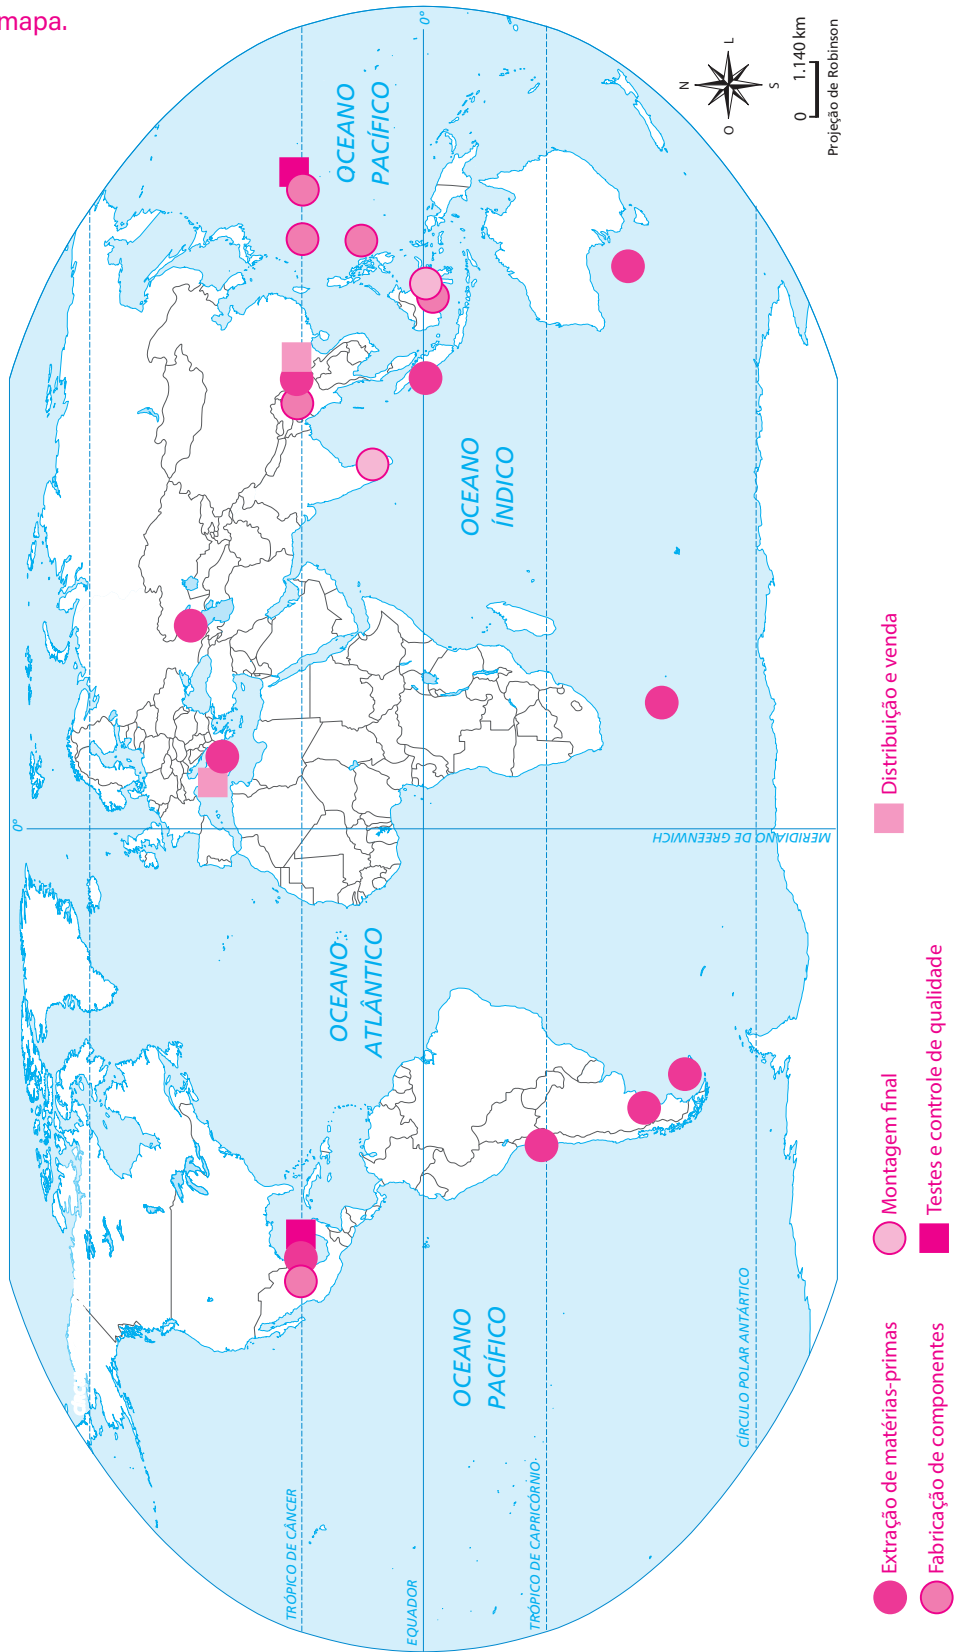 mapa.
0°
0°
OCEANO
PACÍFICO
OCEANO
ÍNDICO
OCEANO
ATLÂNTICO
OCEANO
PACÍFICO
MERIDIANO DE GREENWICH
TRÓPICO DE CÂNCER
EQUADOR
TRÓPICO DE CAPRICÓRNIO
CÍRCULO POLAR ANTÁRTICO
N
O
L
S
0 1.140 km
Projeção de Robinson
Extração de matérias-primas
Fabricação de componentes
Montagem final
Testes e controle de qualidade
Distribuição e venda